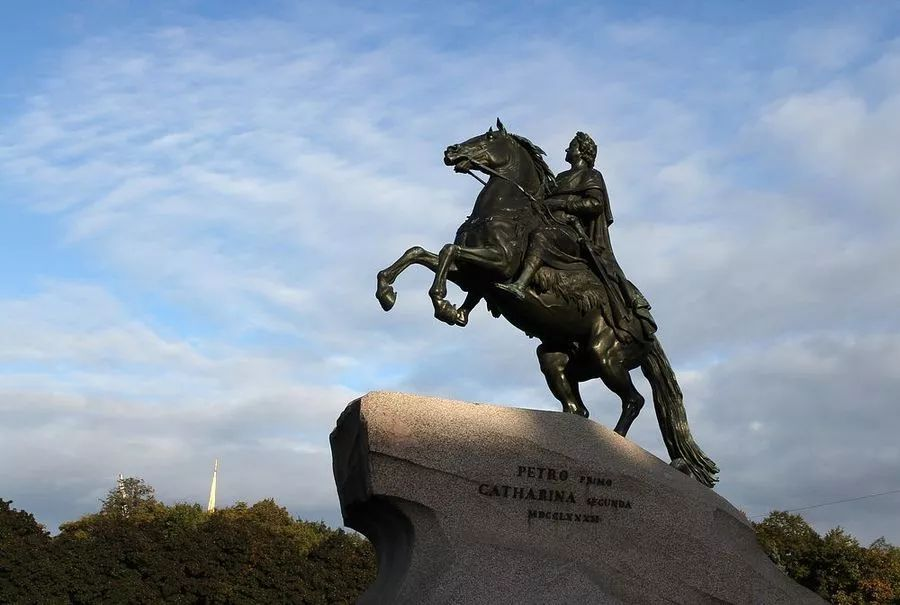 PETRO PRIMO
CATHARINA SECUNDA
MDCCLXXXII